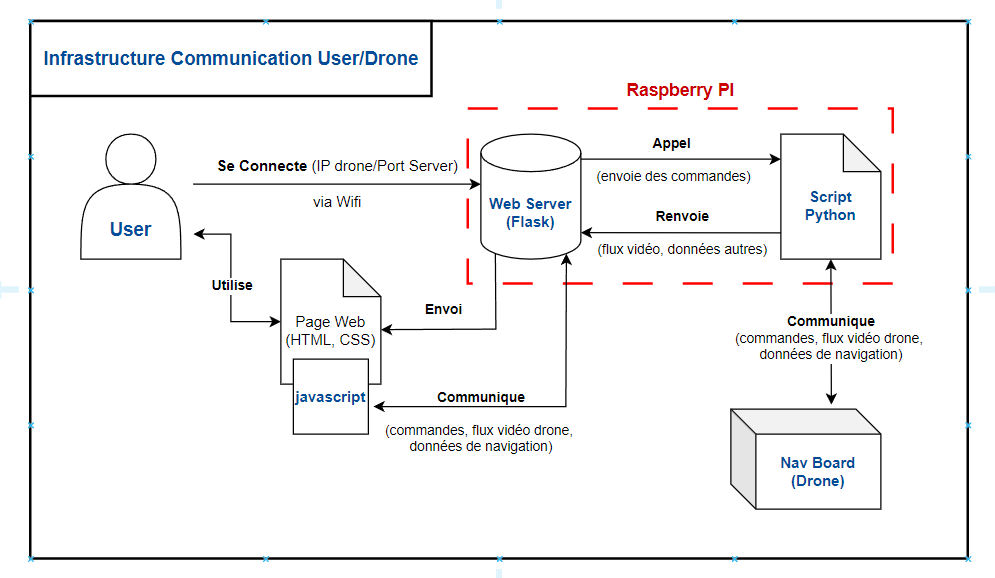 Infrastructure Communication User/Drone
Raspberry PI
Se Connecte (IP drone/Port Server)
via Wifi
User
Web Server
(Flask)
Appel
(envoie des commandes)
Renvoie
(flux vidéo, données autres)
Script
Python
Utilise
Page Web
(HTML, CSS)
javascript
Envoi
Communique
(commandes, flux vidéo drone,
données de navigation)
Communique
(commandes, flux vidéo drone,
données de navigation)
Nav Board
(Drone)